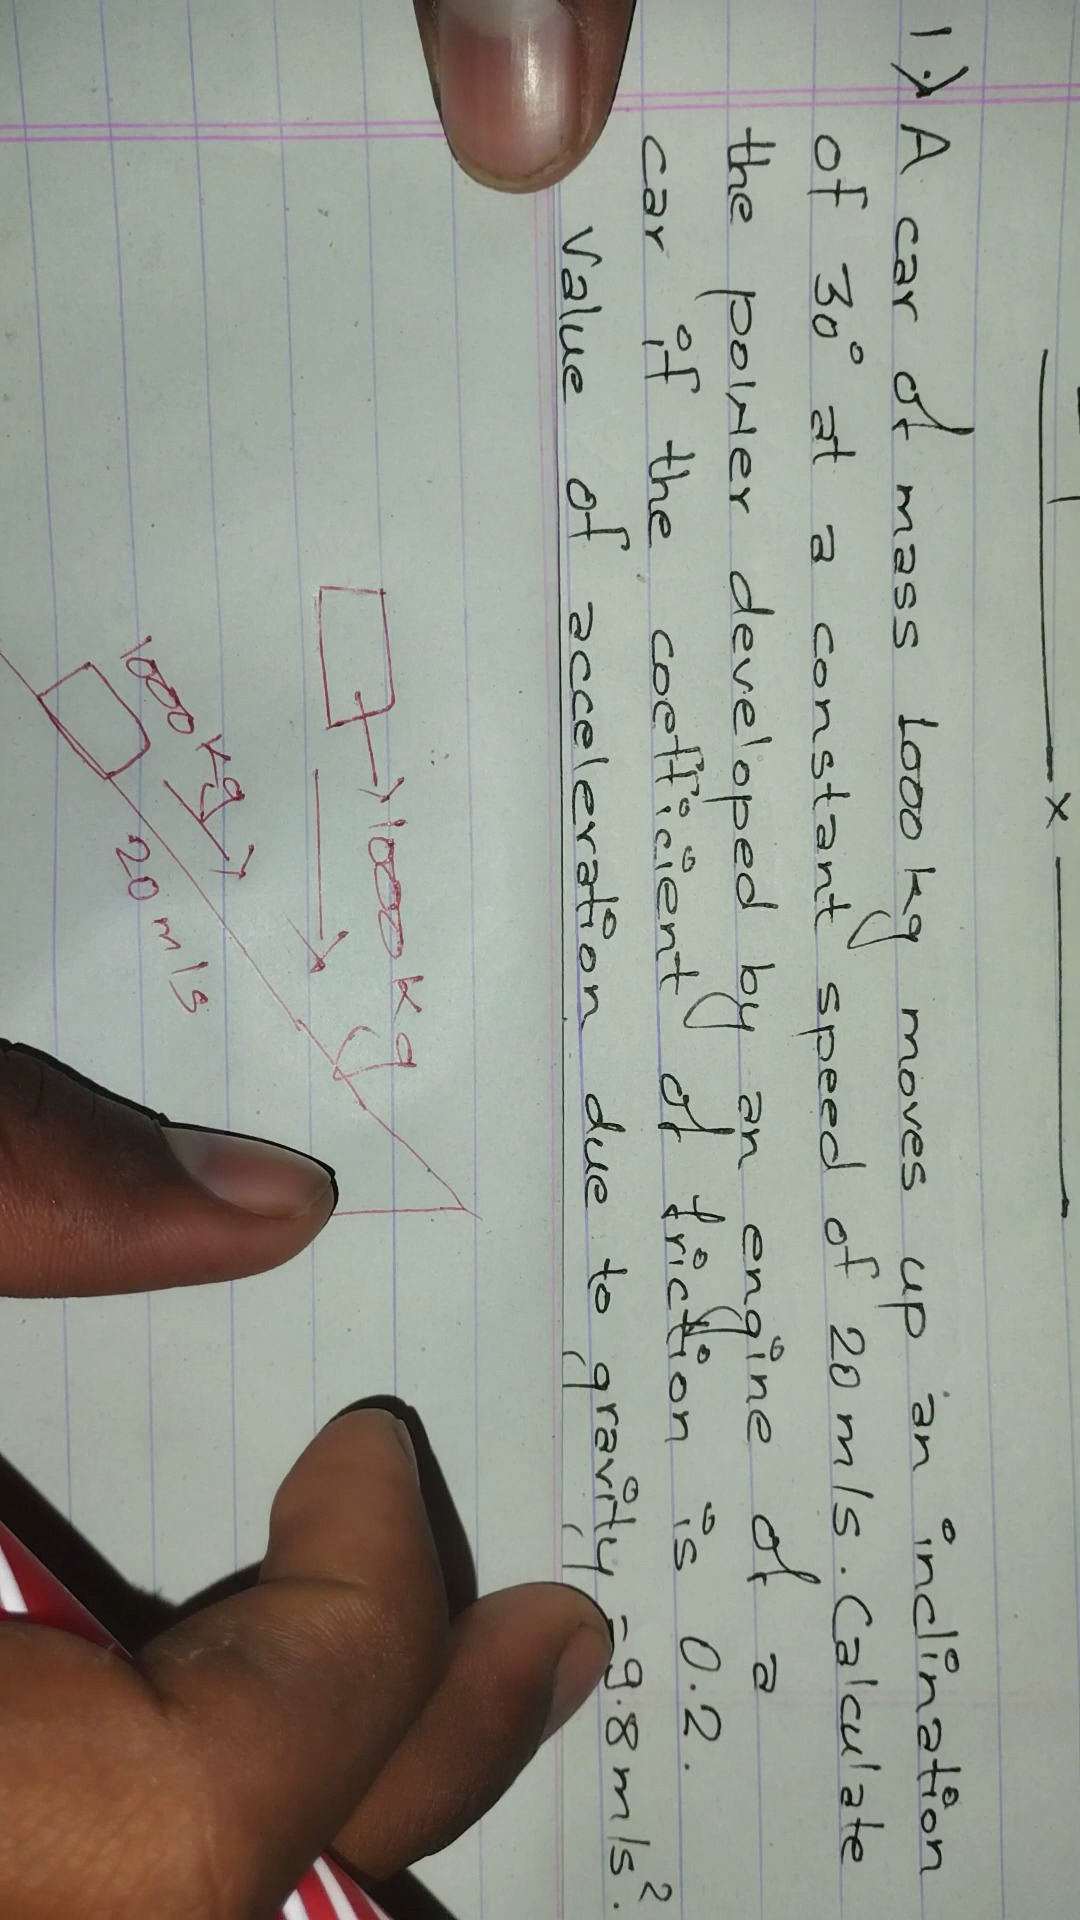 1.) A car of mass 1000 kg moves up an inclination
of 30° at a constant speed of 20 m/s. Calculate
the power developed by an engine of a
car if the coefficient of friction is 0.2.
Value of acceleration due to gravity = 9.8 m/s².
1000 kg
1000 kg
20 m/s